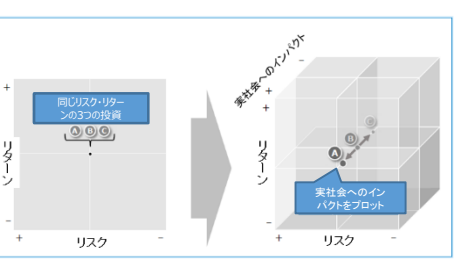 同じリスク・リター
ンの3つの投資
A B C
+
リターン
-
+ リスク -
実社会へのインパクト
-
+
+
リターン
-
A B C
実社会へのイン
パクトをプロット
+ リスク -